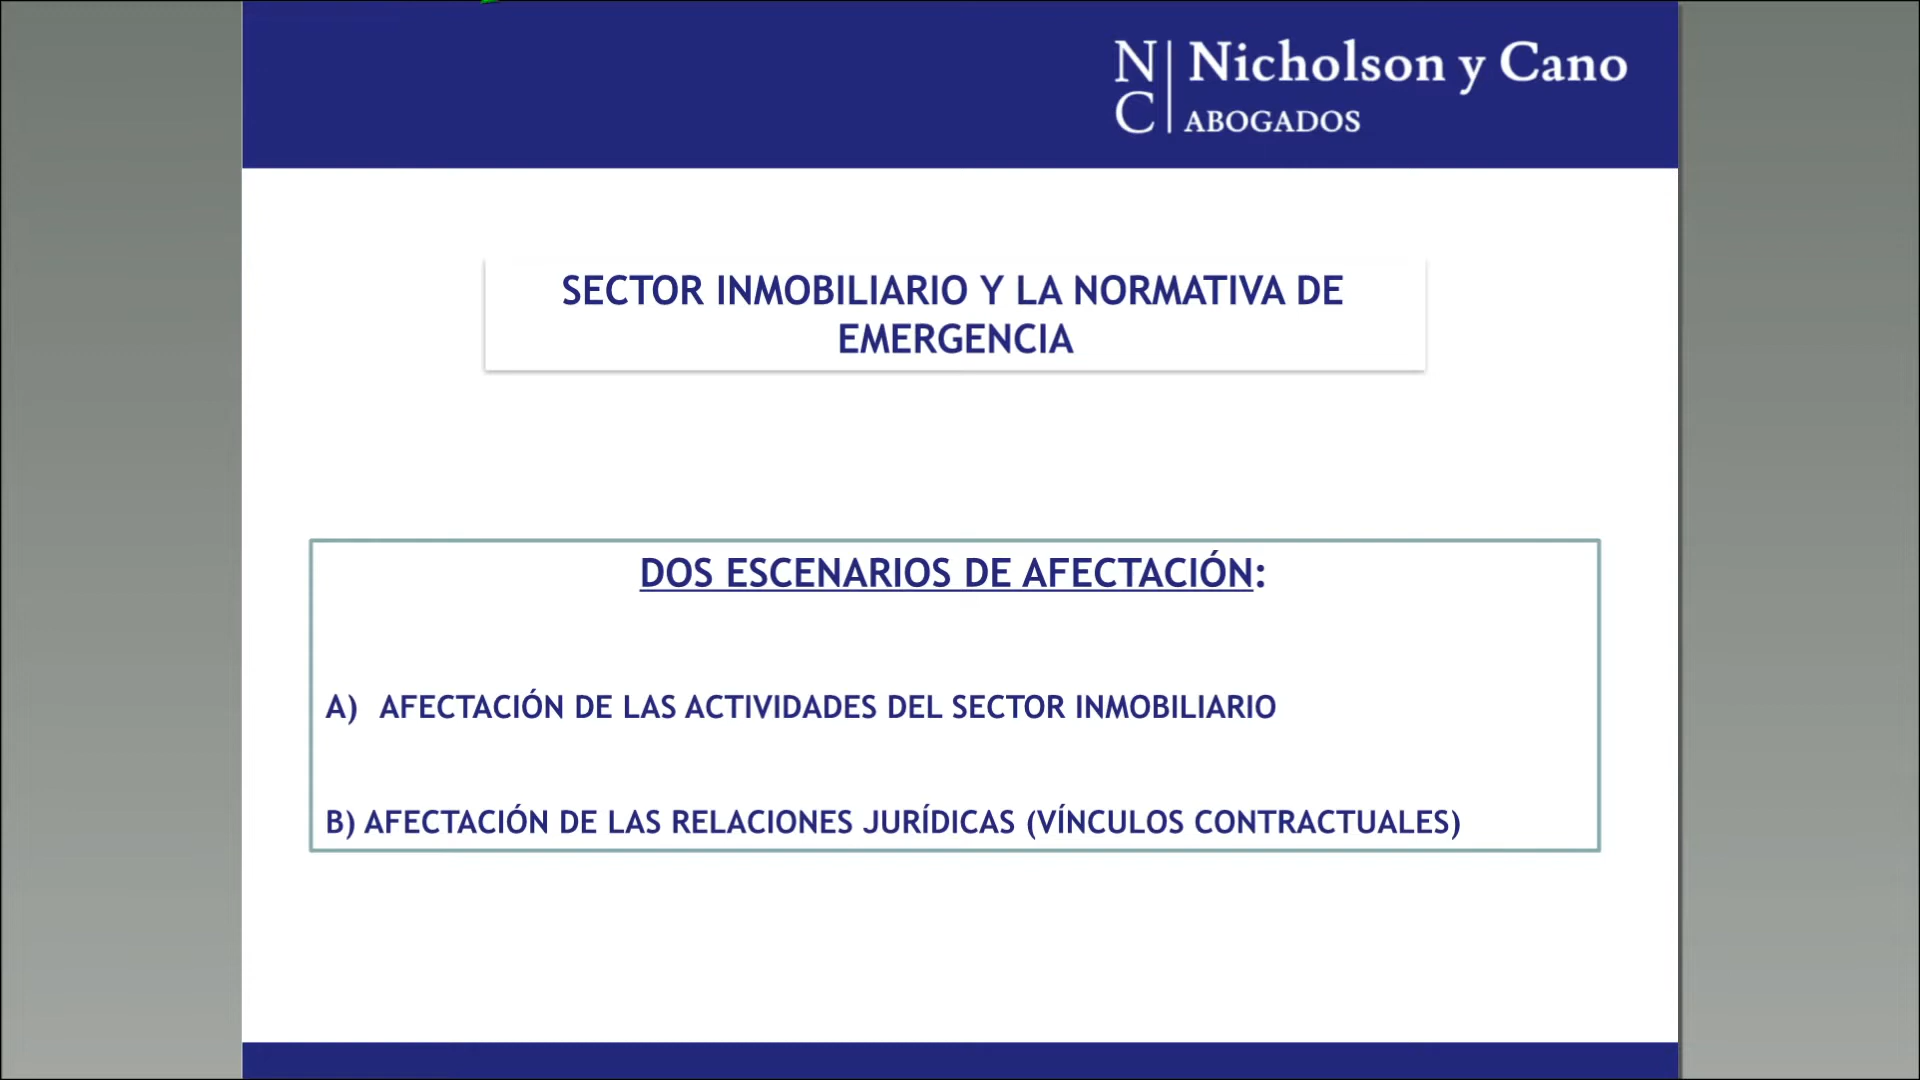 N
C
Nicholson y Cano
ABOGADOS
SECTOR INMOBILIARIO Y LA NORMATIVA DE
EMERGENCIA
DOS ESCENARIOS DE AFECTACIÓN:
A) AFECTACIÓN DE LAS ACTIVIDADES DEL SECTOR INMOBILIARIO
B) AFECTACIÓN DE LAS RELACIONES JURÍDICAS (VÍNCULOS CONTRACTUALES)